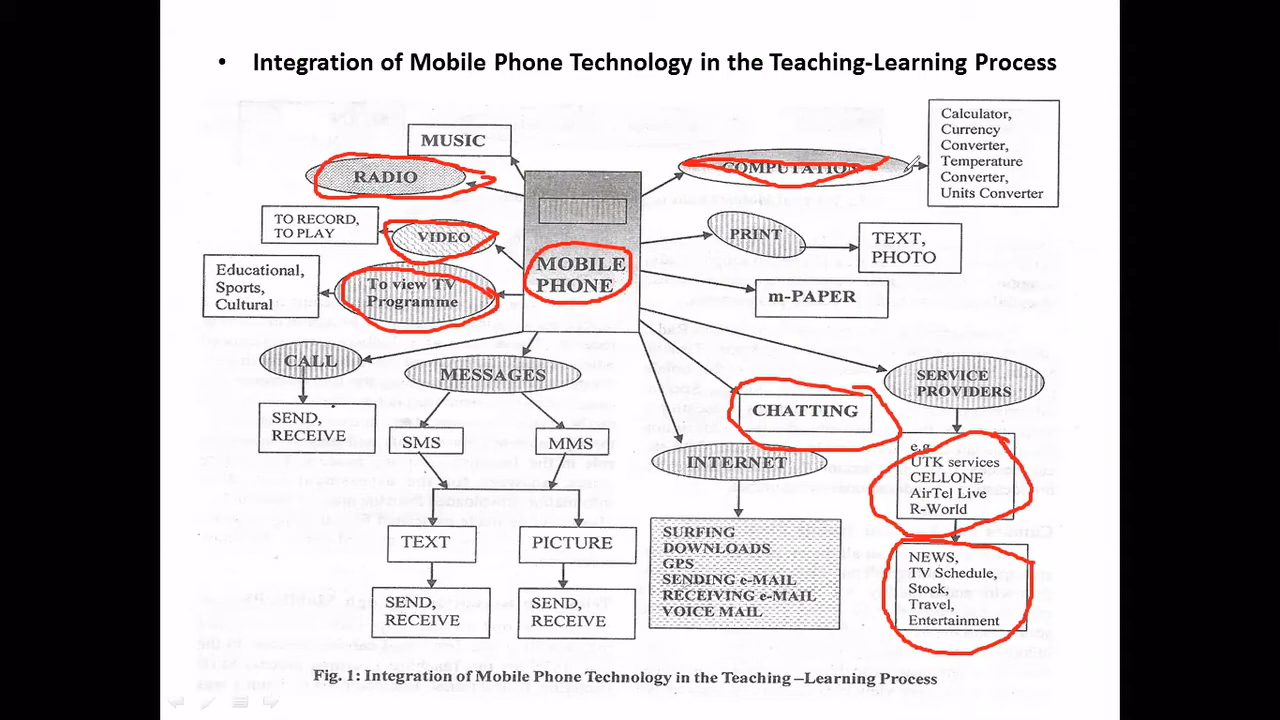 • Integration of Mobile Phone Technology in the Teaching-Learning Process
MUSIC
RADIO
TO RECORD,
TO PLAY
VIDEO
Educational,
Sports,
Cultural
To view TV
Programme
MOBILE
PHONE
COMPUTATION
Calculator,
Currency
Converter,
Temperature
Converter,
Units Converter
PRINT
TEXT,
PHOTO
m-PAPER
CALL
SEND,
RECEIVE
MESSAGES
SMS
MMS
TEXT
PICTURE
SEND,
RECEIVE
SEND,
RECEIVE
CHATTING
INTERNET
SURFING
DOWNLOADS
GPS
SENDING e-MAIL
RECEIVING e-MAIL
VOICE MAIL
SERVICE
PROVIDERS
e.g.
UTK services
CELLONE
AirTel Live
R-World
NEWS,
TV Schedule,
Stock,
Travel,
Entertainment
Fig. 1: Integration of Mobile Phone Technology in the Teaching –Learning Process